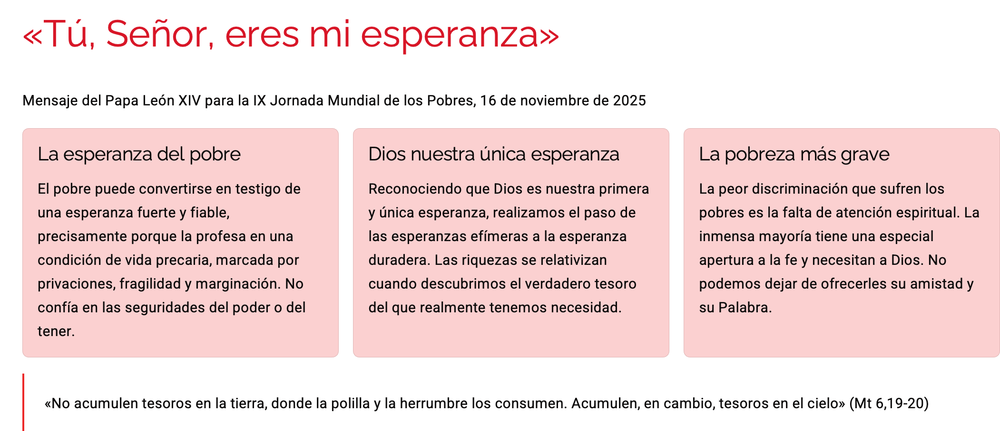 «Tú, Señor, eres mi esperanza»
Mensaje del Papa León XIV para la IX Jornada Mundial de los Pobres, 16 de noviembre de 2025
La esperanza del pobre
El pobre puede convertirse en testigo de
una esperanza fuerte y fiable,
precisamente porque la profesa en una
condición de vida precaria, marcada por
privaciones, fragilidad y marginación. No
confía en las seguridades del poder o del
tener.
Dios nuestra única esperanza
Reconociendo que Dios es nuestra primera
y única esperanza, realizamos el paso de
las esperanzas efímeras a la esperanza
duradera. Las riquezas se relativizan
cuando descubrimos el verdadero tesoro
del que realmente tenemos necesidad.
La pobreza más grave
La peor discriminación que sufren los
pobres es la falta de atención espiritual. La
inmensa mayoría tiene una especial
apertura a la fe y necesitan a Dios. No
podemos dejar de ofrecerles su amistad y
su Palabra.
«No acumulen tesoros en la tierra, donde la polilla y la herrumbre los consumen. Acumulen, en cambio, tesoros en el cielo» (Mt 6,19-20)